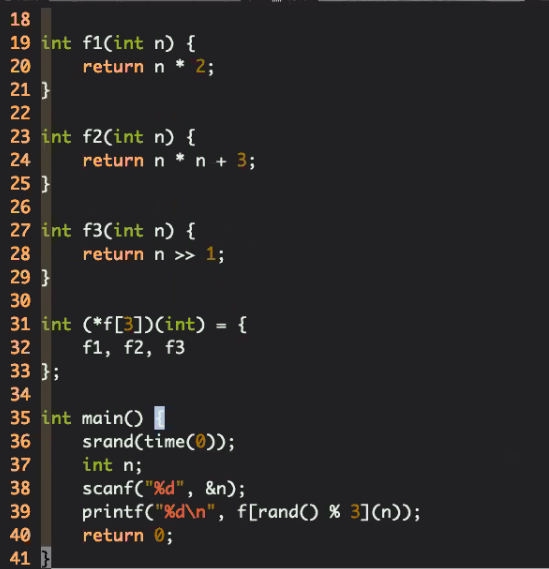 18
19 int f1(int n) {
20     return n * 2;
21 }
22
23 int f2(int n) {
24     return n * n + 3;
25 }
26
27 int f3(int n) {
28     return n >> 1;
29 }
30
31 int (*f[3])(int) = {
32     f1, f2, f3
33 };
34
35 int main() {
36     srand(time(0));
37     int n;
38     scanf("%d", &n);
39     printf("%d\n", f[rand() % 3](n));
40     return 0;
41 }